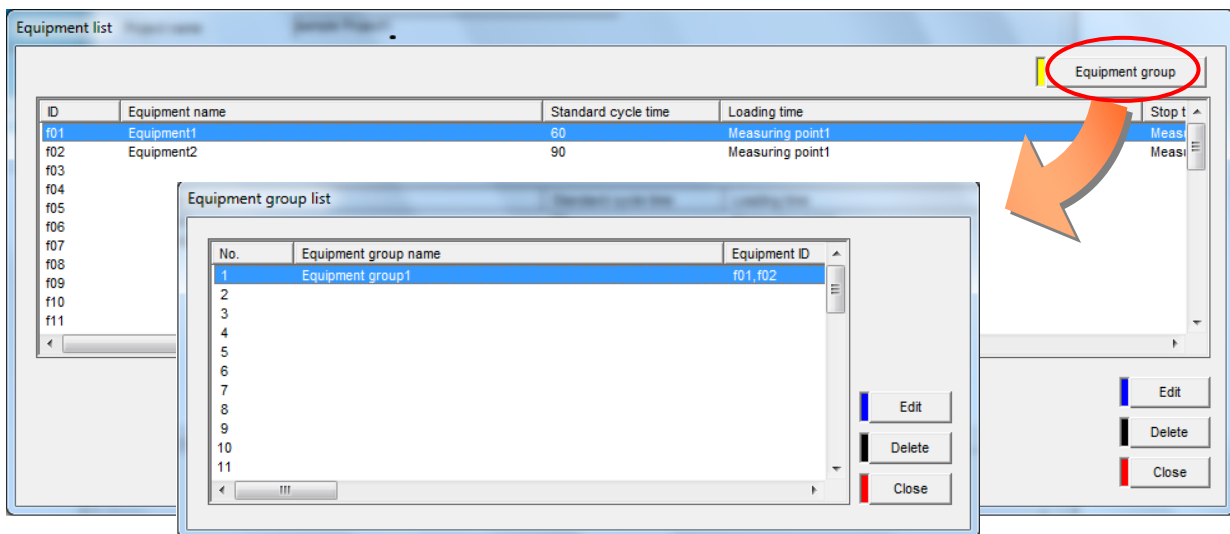 Equipment list
Equipment group
ID Equipment name Standard cycle time Loading time Stop t
f01 Equipment1 60 Measuring point1 Meas
f02 Equipment2 90 Measuring point1 Meas
f03
f04
f05
f06
f07
f08
f09
f10
f11
Edit
Delete
Close
Equipment group list
No. Equipment group name Equipment ID
1 Equipment group1 f01,f02
2
3
4
5
6
7
8
9
10
11
Edit
Delete
Close